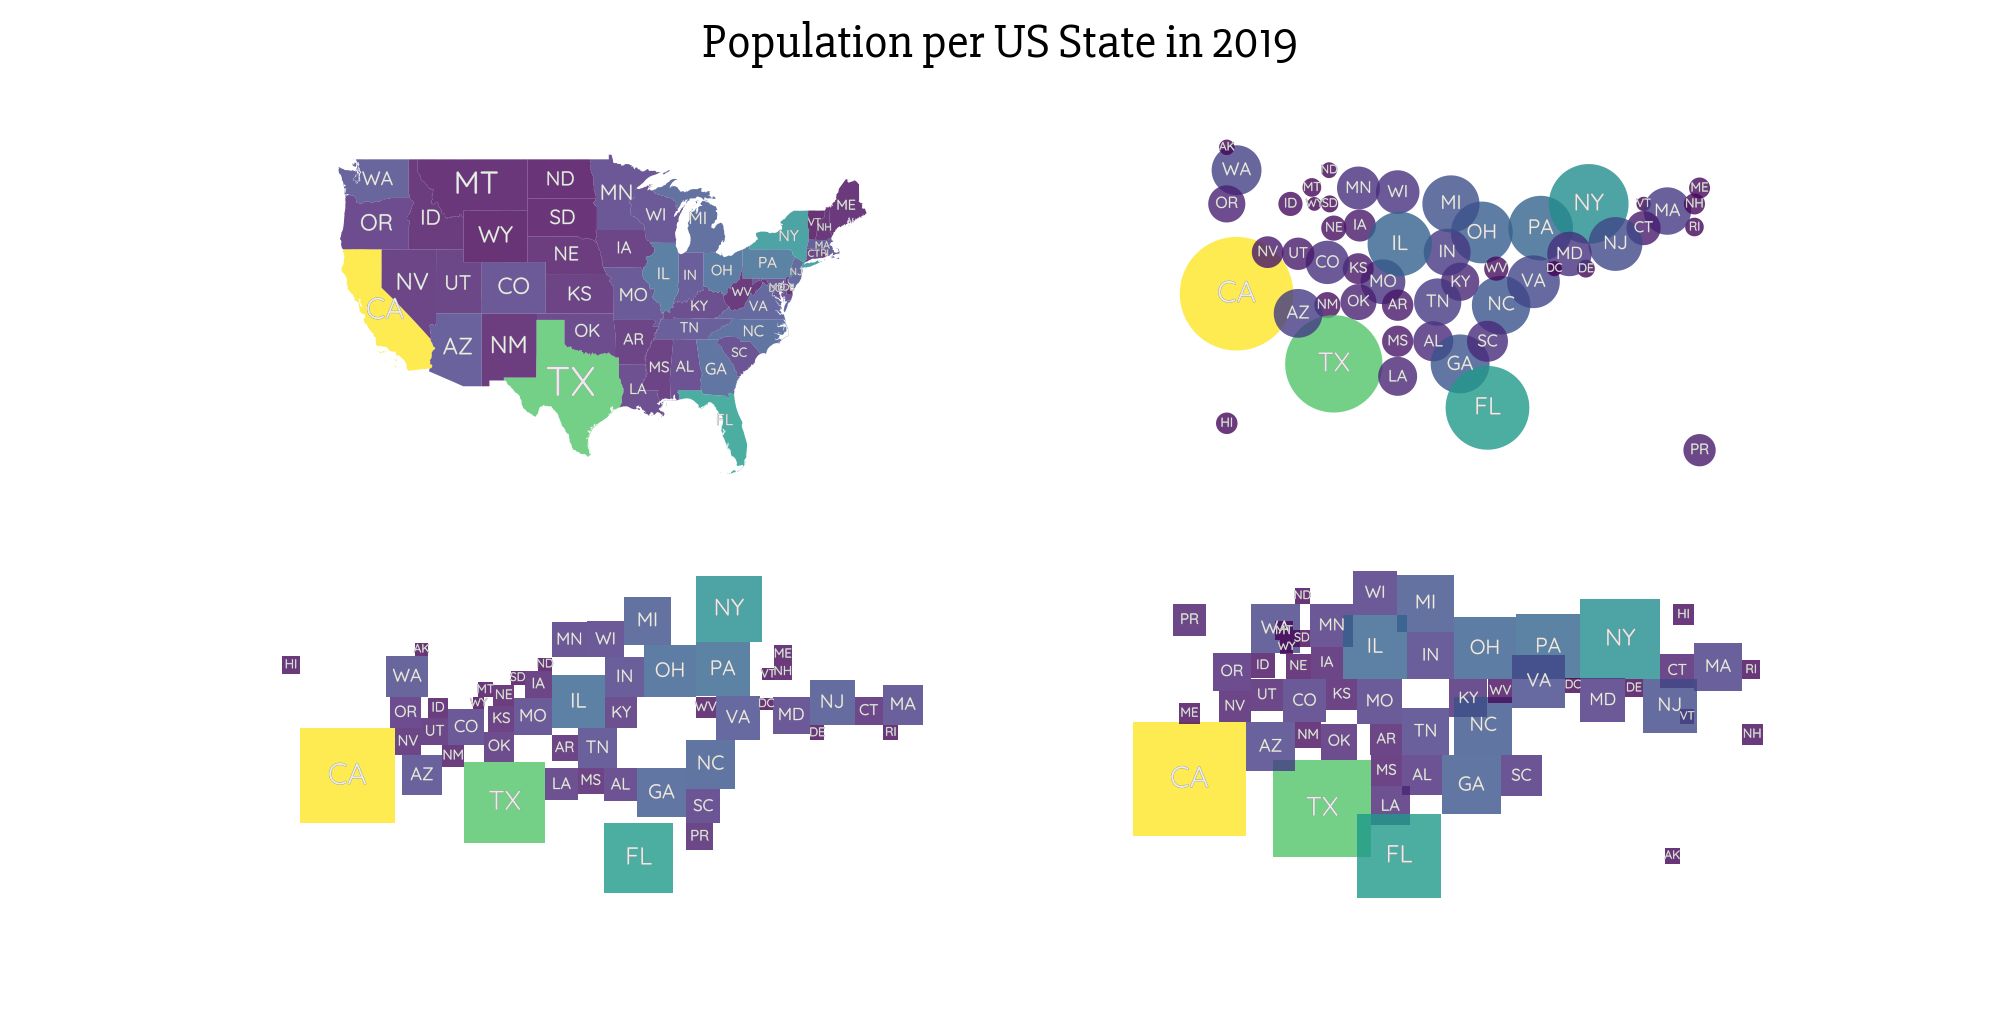 Population per US State in 2019
WA
MT
ND
MN
OR
ID
SD
WI
MI
ME
VT
NH
WY
NY
MA
CT
RI
NE
IA
PA
NJ
NV
UT
CO
IL
IN
OH
KS
MO
WV
VA
CA
KY
OK
TN
NC
AZ
NM
AR
SC
MS
AL
GA
TX
LA
FL
AK
WA
ND
MT
MN
WI
ME
OR
ID
WY
SD
MI
NY
VT
MA
NH
NE
IA
IL
IN
OH
PA
NJ
CT
RI
NV
UT
CO
KS
MO
KY
WV
MD
DC
DE
VA
CA
AZ
NM
OK
AR
TN
NC
MS
AL
SC
TX
LA
GA
FL
HI
PR
NY
MI
MN
WI
HI
AK
WA
ND
OH
PA
ME
NH
VT
MT
SD
NE
IA
IL
IN
OR
ID
WY
KS
MO
KY
WV
VA
DC
MD
NJ
CT
MA
NV
UT
CO
OK
AR
TN
DE
RI
CA
AZ
NM
TX
LA
MS
AL
GA
NC
SC
PR
FL
ND
WI
MI
PR
WA
MT
SD
WY
MN
IL
IN
OH
PA
NY
HI
OR
ID
NE
IA
CT
MA
RI
ME
NV
UT
CO
KS
MO
KY
WV
VA
DC
MD
DE
NJ
VT
NH
AZ
NM
OK
AR
TN
NC
CA
TX
MS
AL
GA
SC
LA
FL
AK